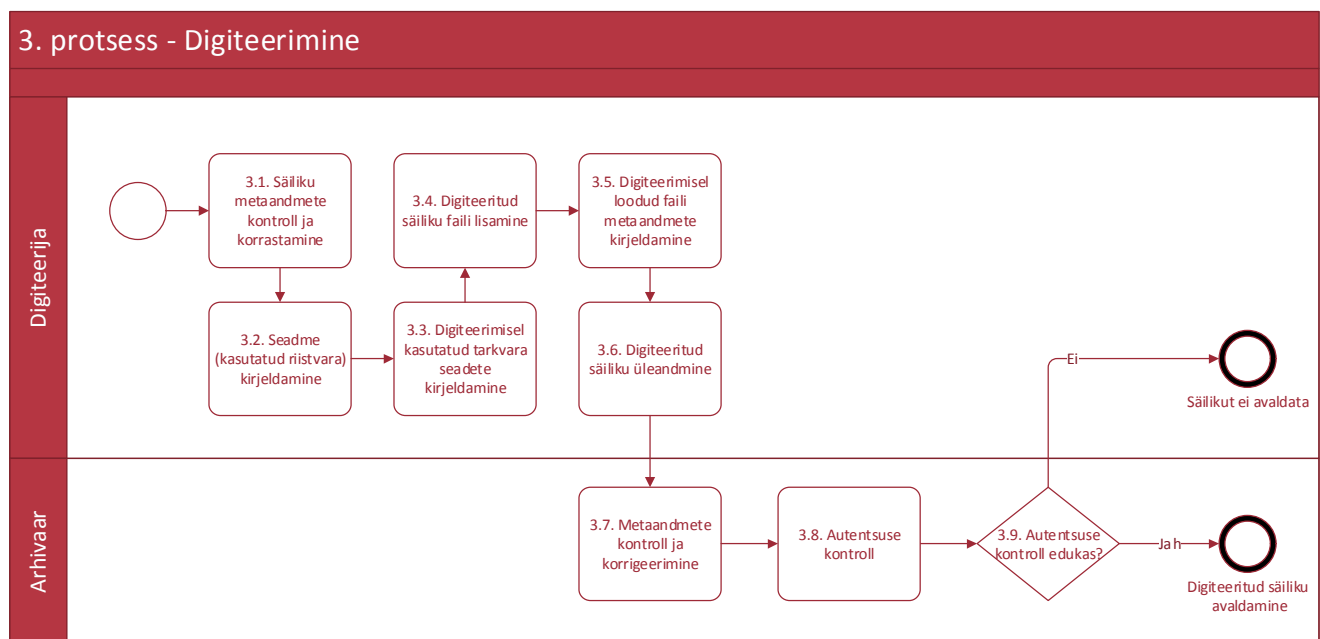 3. protsess - Digiteerimine
Digiteerija
3.1. Säiliku
metaandmete
kontroll ja
korrastamine
3.2. Seadme
(kasutatud riistvara)
kirjeldamine
3.3. Digiteerimisel
kasutatud tarkvara
seadete
kirjeldamine
3.4. Digiteeritud
säiliku faili lisamine
3.5. Digiteerimisel
loodud faili
metaandmete
kirjeldamine
3.6. Digiteeritud
säiliku üleandmine
Ei
Säilikut ei avaldata
Arhivaar
3.7. Metaandmete
kontroll ja
korrigeerimine
3.8. Autentsuse
kontroll
3.9. Autentsuse
kontroll edukas?
Jah
Digiteeritud säiliku
avaldamine